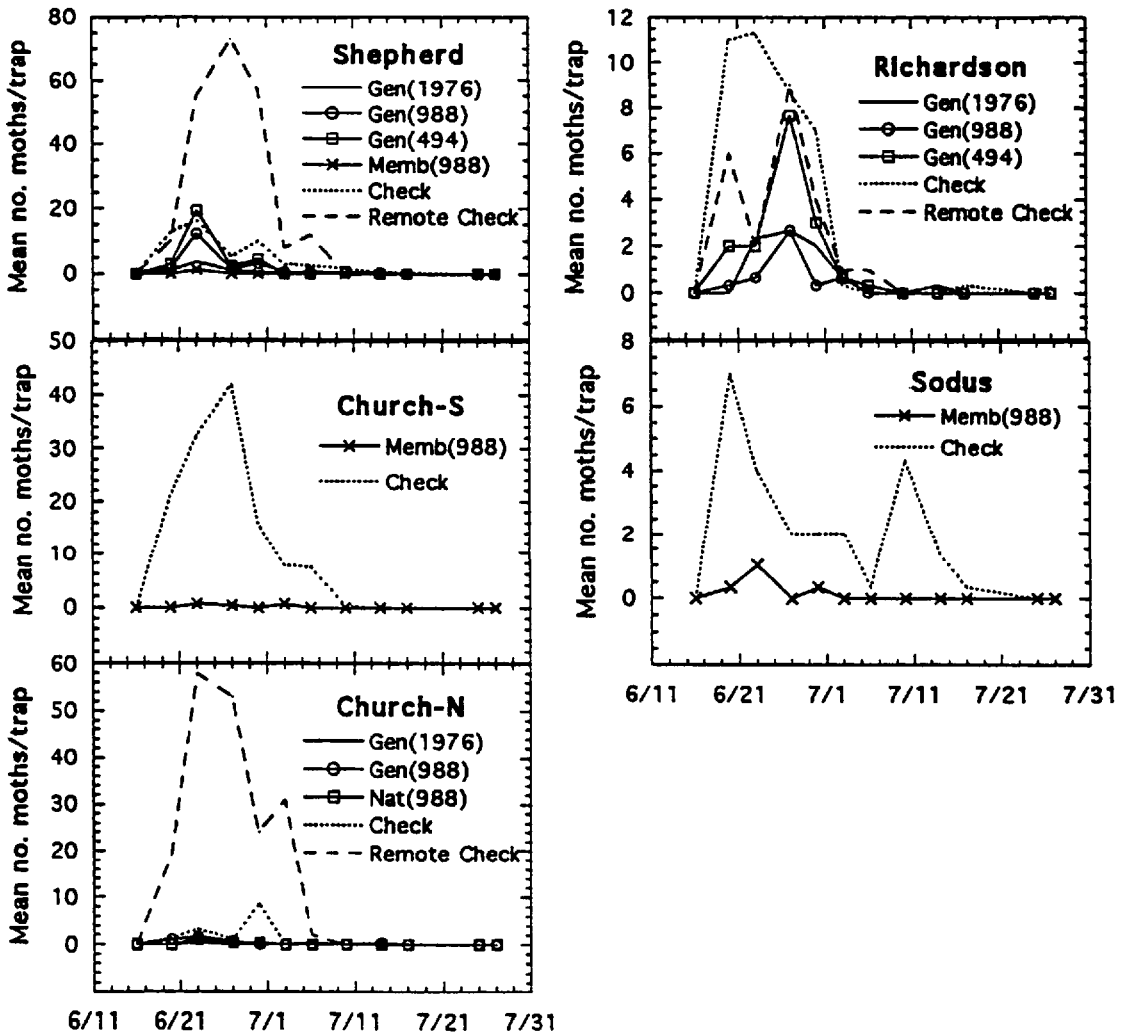 Mean no. moths/trap
80
60
40
20
0
Shepherd
Gen(1976)
Gen(988)
Gen(494)
Memb(988)
Check
Remote Check
Mean no. moths/trap
12
10
8
6
4
2
0
Richardson
Gen(1976)
Gen(988)
Gen(494)
Check
Remote Check
Mean no. moths/trap
50
40
30
20
10
0
Church-S
Memb(988)
Check
Mean no. moths/trap
8
6
4
2
0
Sodus
Memb(988)
Check
6/11 6/21 7/1 7/11 7/21 7/31
Mean no. moths/trap
60
50
40
30
20
10
0
Church-N
Gen(1976)
Gen(988)
Nat(988)
Check
Remote Check
6/11 6/21 7/1 7/11 7/21 7/31